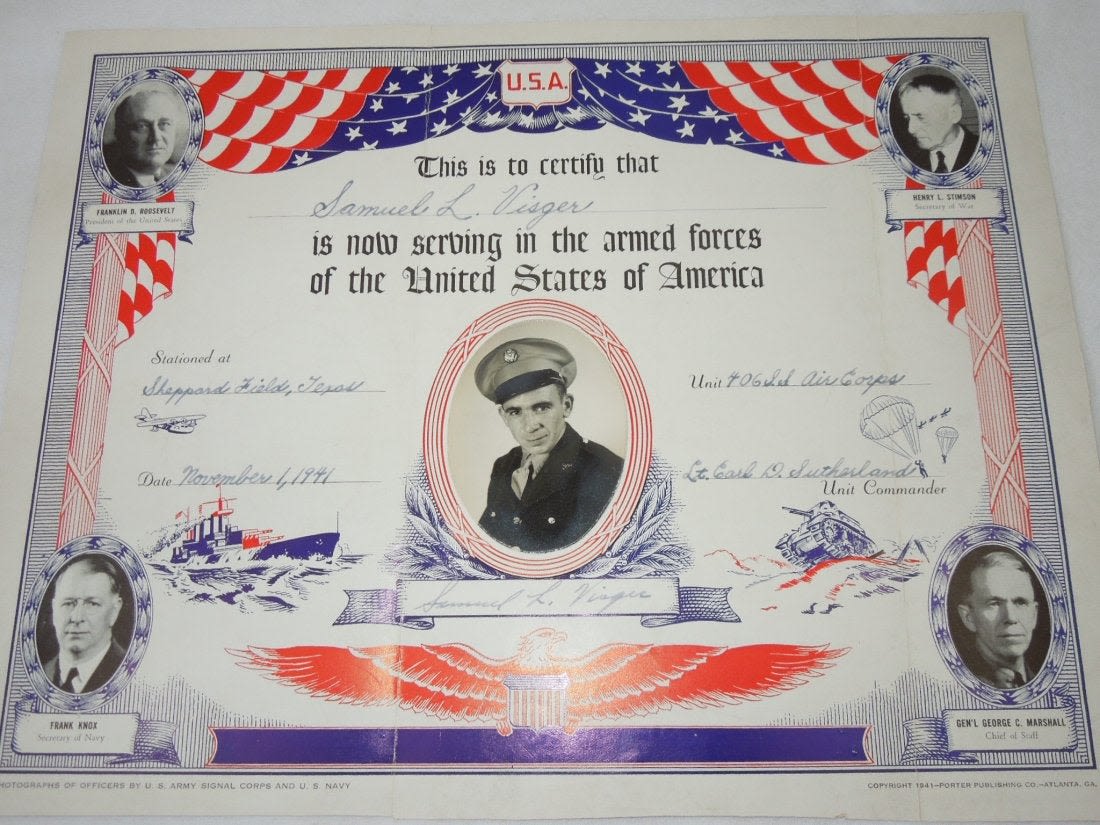 U.S.A.
This is to certify that
Samuel L. Visger
is now serving in the armed forces
of the United States of America
FRANKLIN D. ROOSEVELT
President of the United States
HENRY L. STIMSON
Secretary of War
Stationed at
Sheppard Field, Texas
Unit 406 S.S Air Corps
Date November 1, 1941
Lt. Earl D. Sutherland
Unit Commander
Samuel L. Visger
FRANK KNOX
Secretary of Navy
GEN'L GEORGE C. MARSHALL
Chief of Staff
PHOTOGRAPHS OF OFFICERS BY U. S. ARMY SIGNAL CORPS AND U. S. NAVY
COPYRIGHT 1941—PORTER PUBLISHING CO.—ATLANTA, GA.